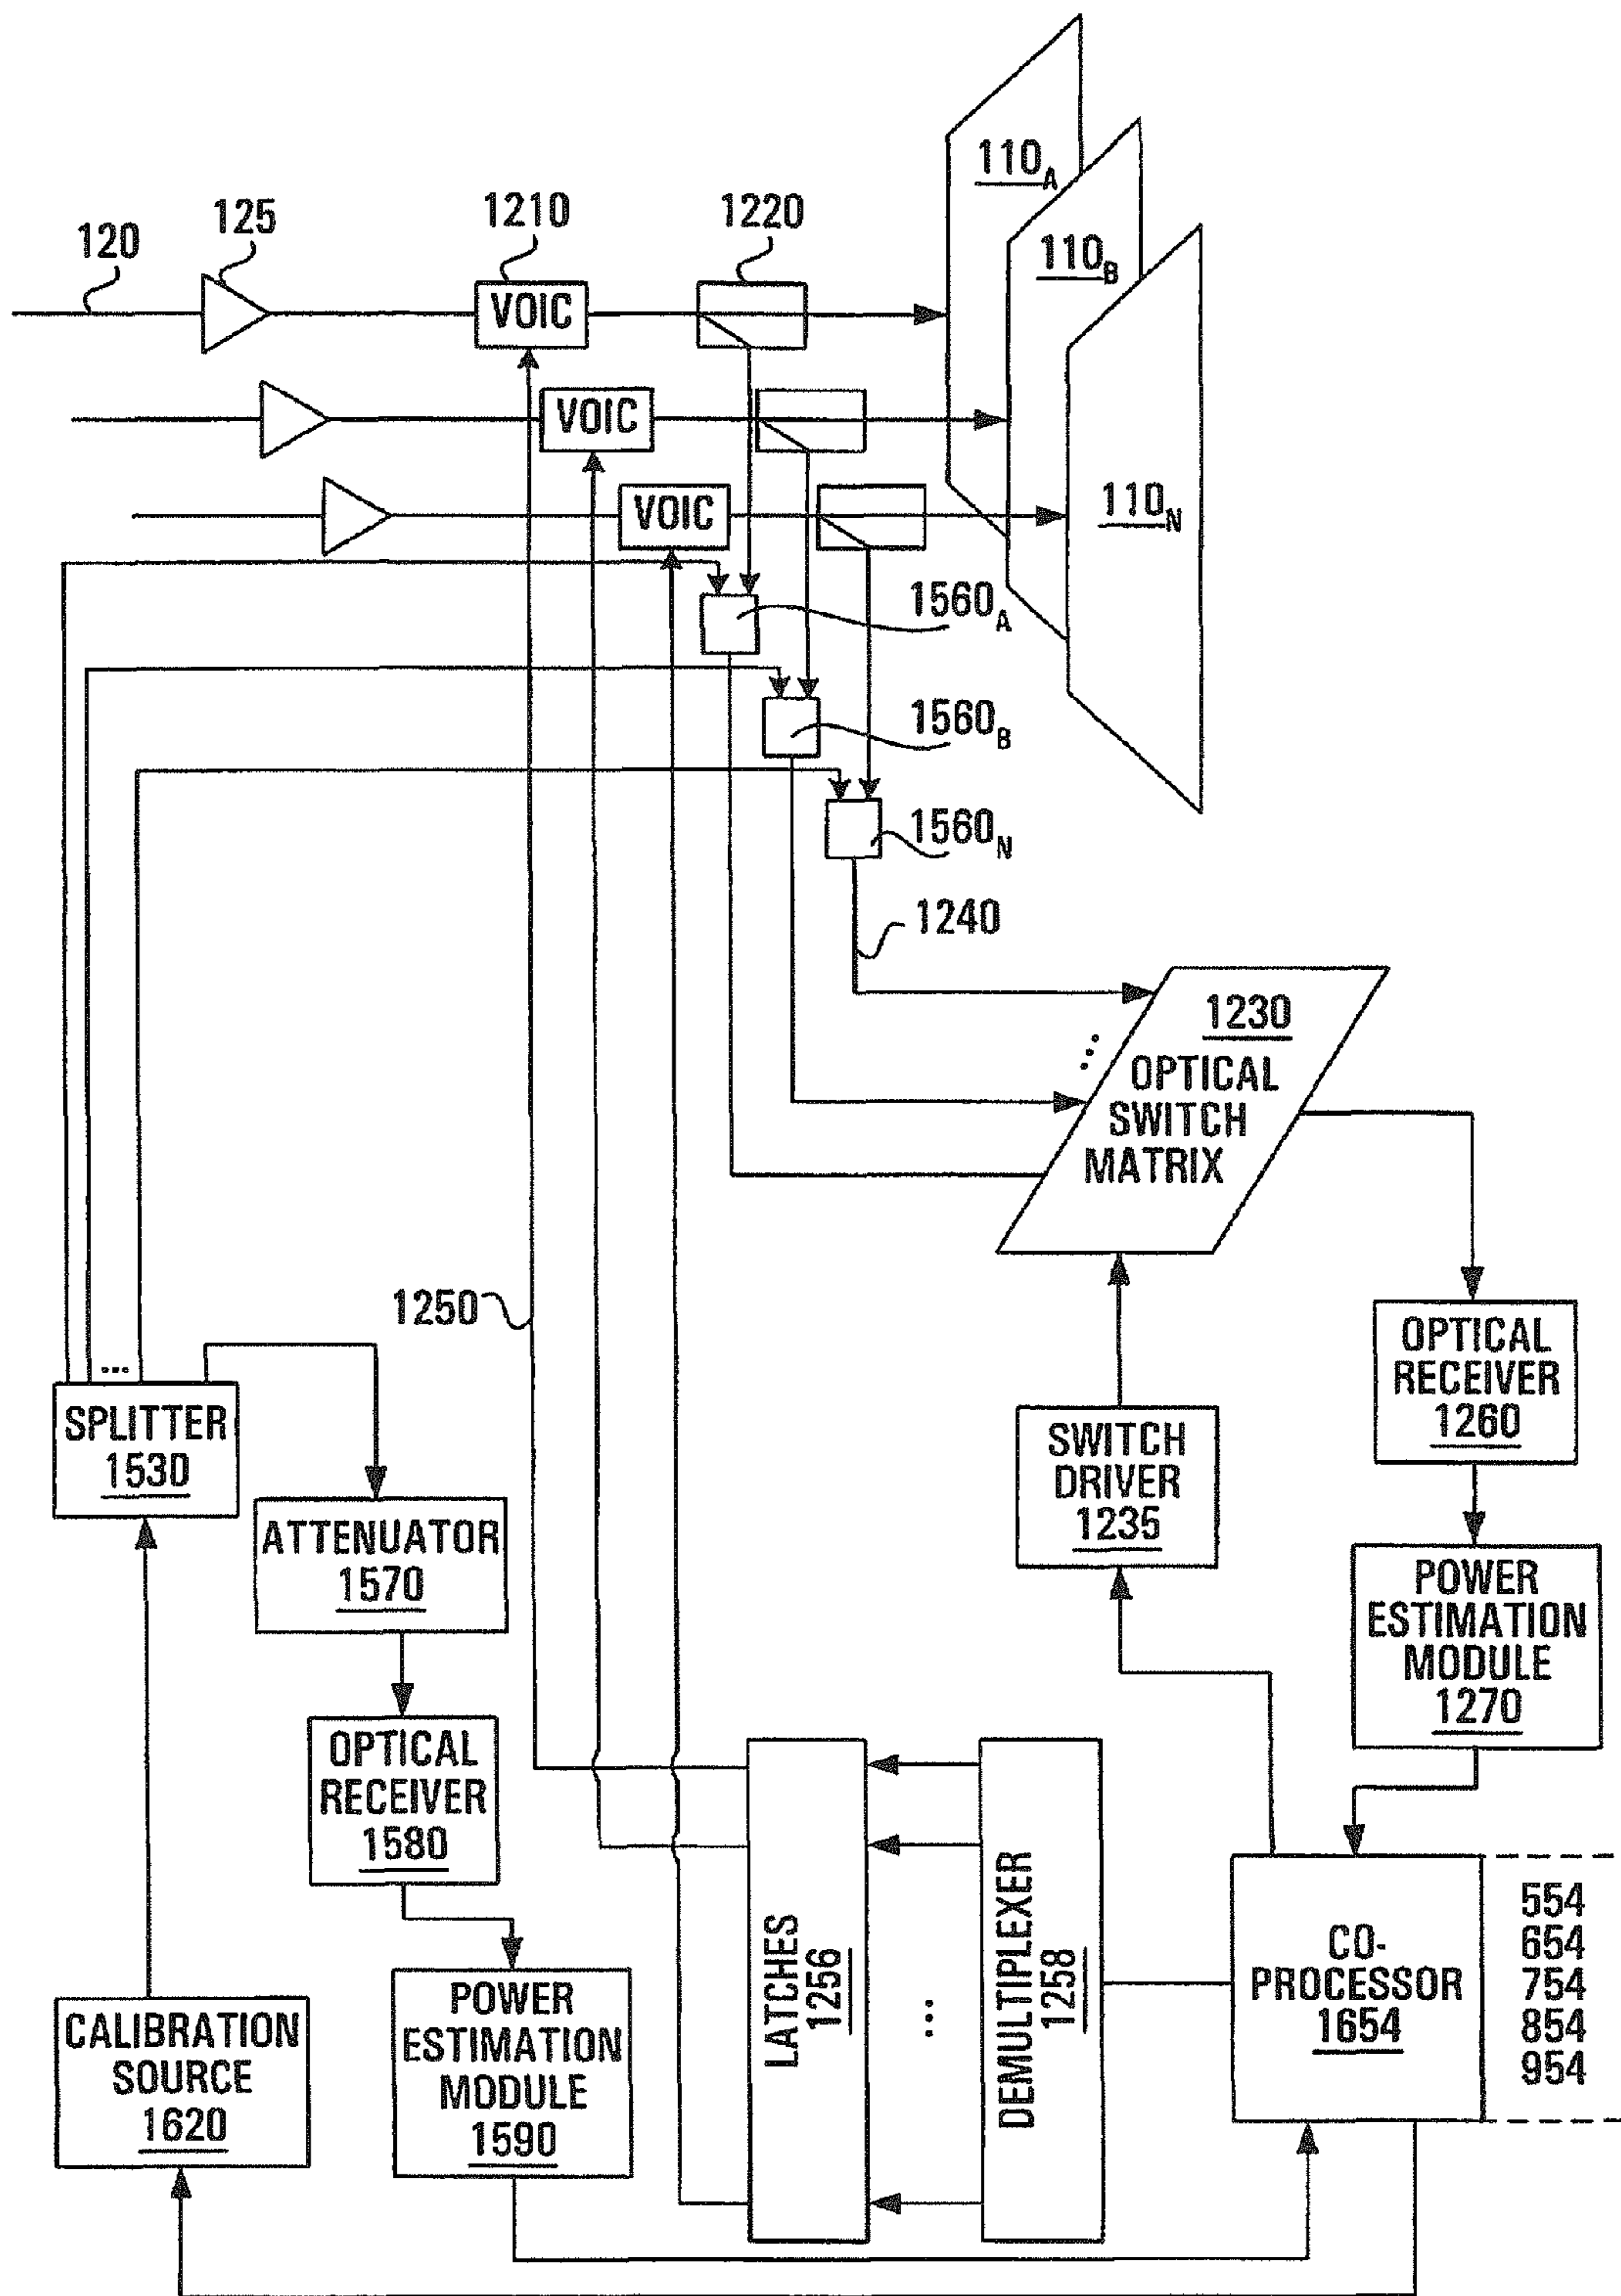 110A
110B
110N
120
125
1210
1220
VOIC
VOIC
VOIC
1560A
1560B
1560N
1240
1230
OPTICAL
SWITCH
MATRIX
1250
...
...
SPLITTER
1530
OPTICAL
RECEIVER
1260
SWITCH
DRIVER
1235
ATTENUATOR
1570
POWER
ESTIMATION
MODULE
1270
OPTICAL
RECEIVER
1580
LATCHES
1256
...
DEMULTIPLEXER
1258
CO-
PROCESSOR
1654
554
654
754
854
954
CALIBRATION
SOURCE
1620
POWER
ESTIMATION
MODULE
1590